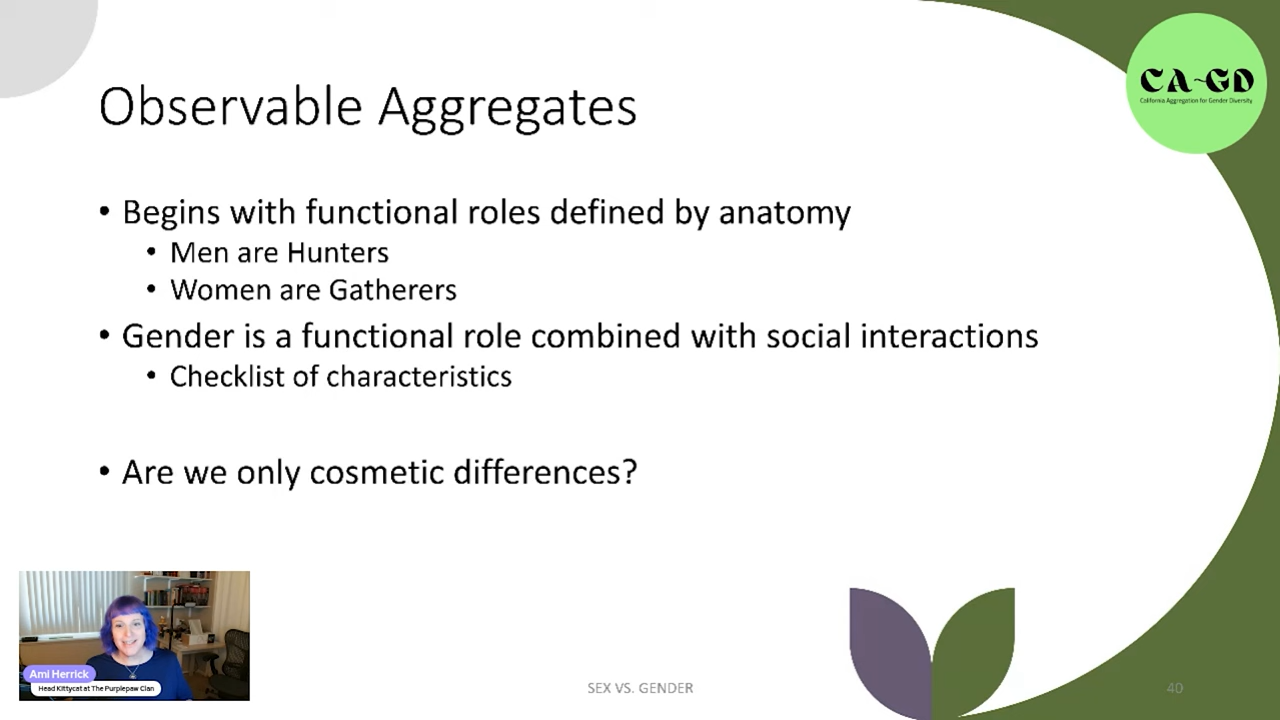 CA~GD
California Aggregation for Gender Diversity
Observable Aggregates
• Begins with functional roles defined by anatomy
• Men are Hunters
• Women are Gatherers
• Gender is a functional role combined with social interactions
• Checklist of characteristics
• Are we only cosmetic differences?
Ami Herrick
Head Kittycat at The Purplepaw Clan
SEX VS. GENDER
40